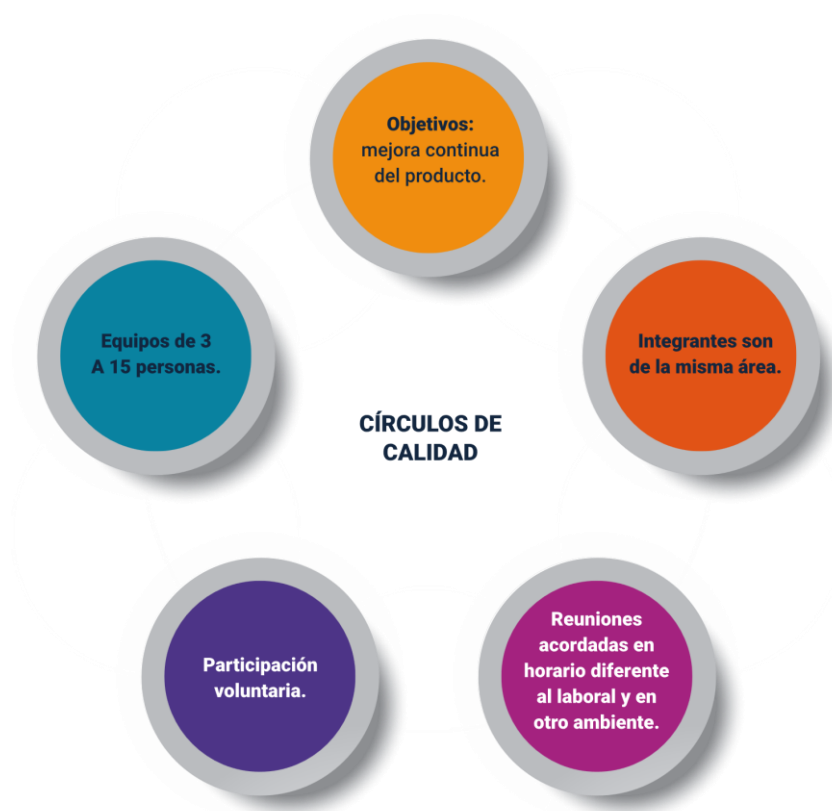 Objetivos:
mejora continua
del producto.
Equipos de 3
A 15 personas.
Integrantes son
de la misma área.
CÍRCULOS DE
CALIDAD
Participación
voluntaria.
Reuniones
acordadas en
horario diferente
al laboral y en
otro ambiente.